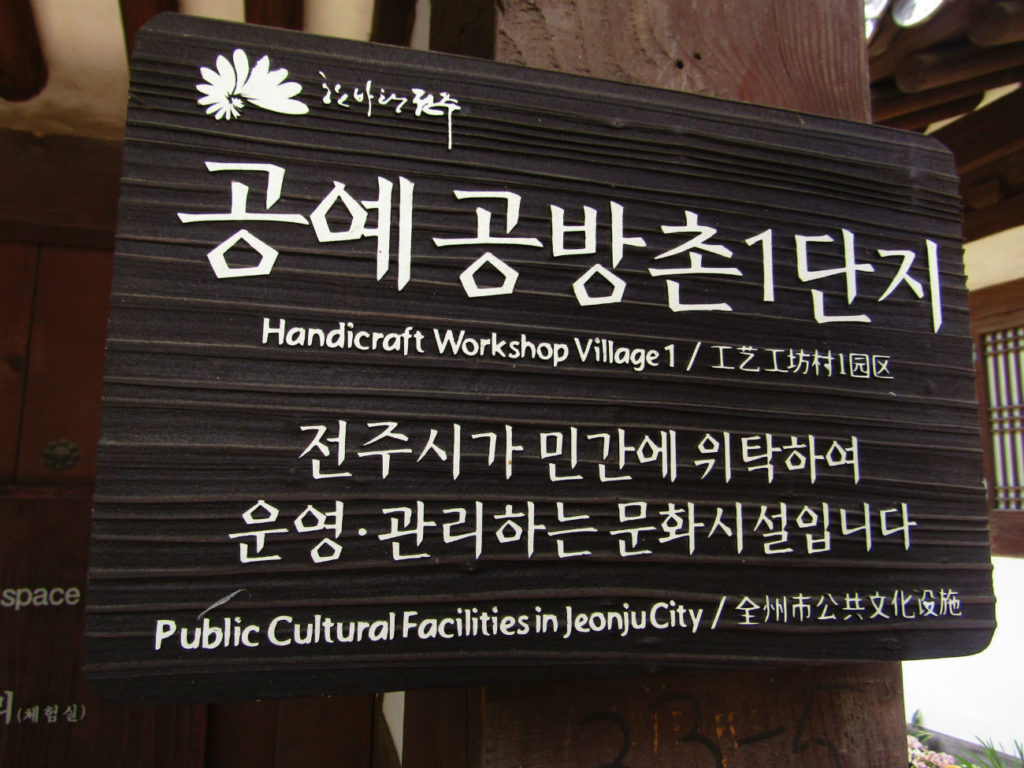 한바탕전주
공예공방촌1단지
Handicraft Workshop Village 1 / 工艺工坊村1园区
전주시가 민간에 위탁하여
운영·관리하는 문화시설입니다
Public Cultural Facilities in Jeonju City / 全州市公共文化设施
space
(체험실)
23-5